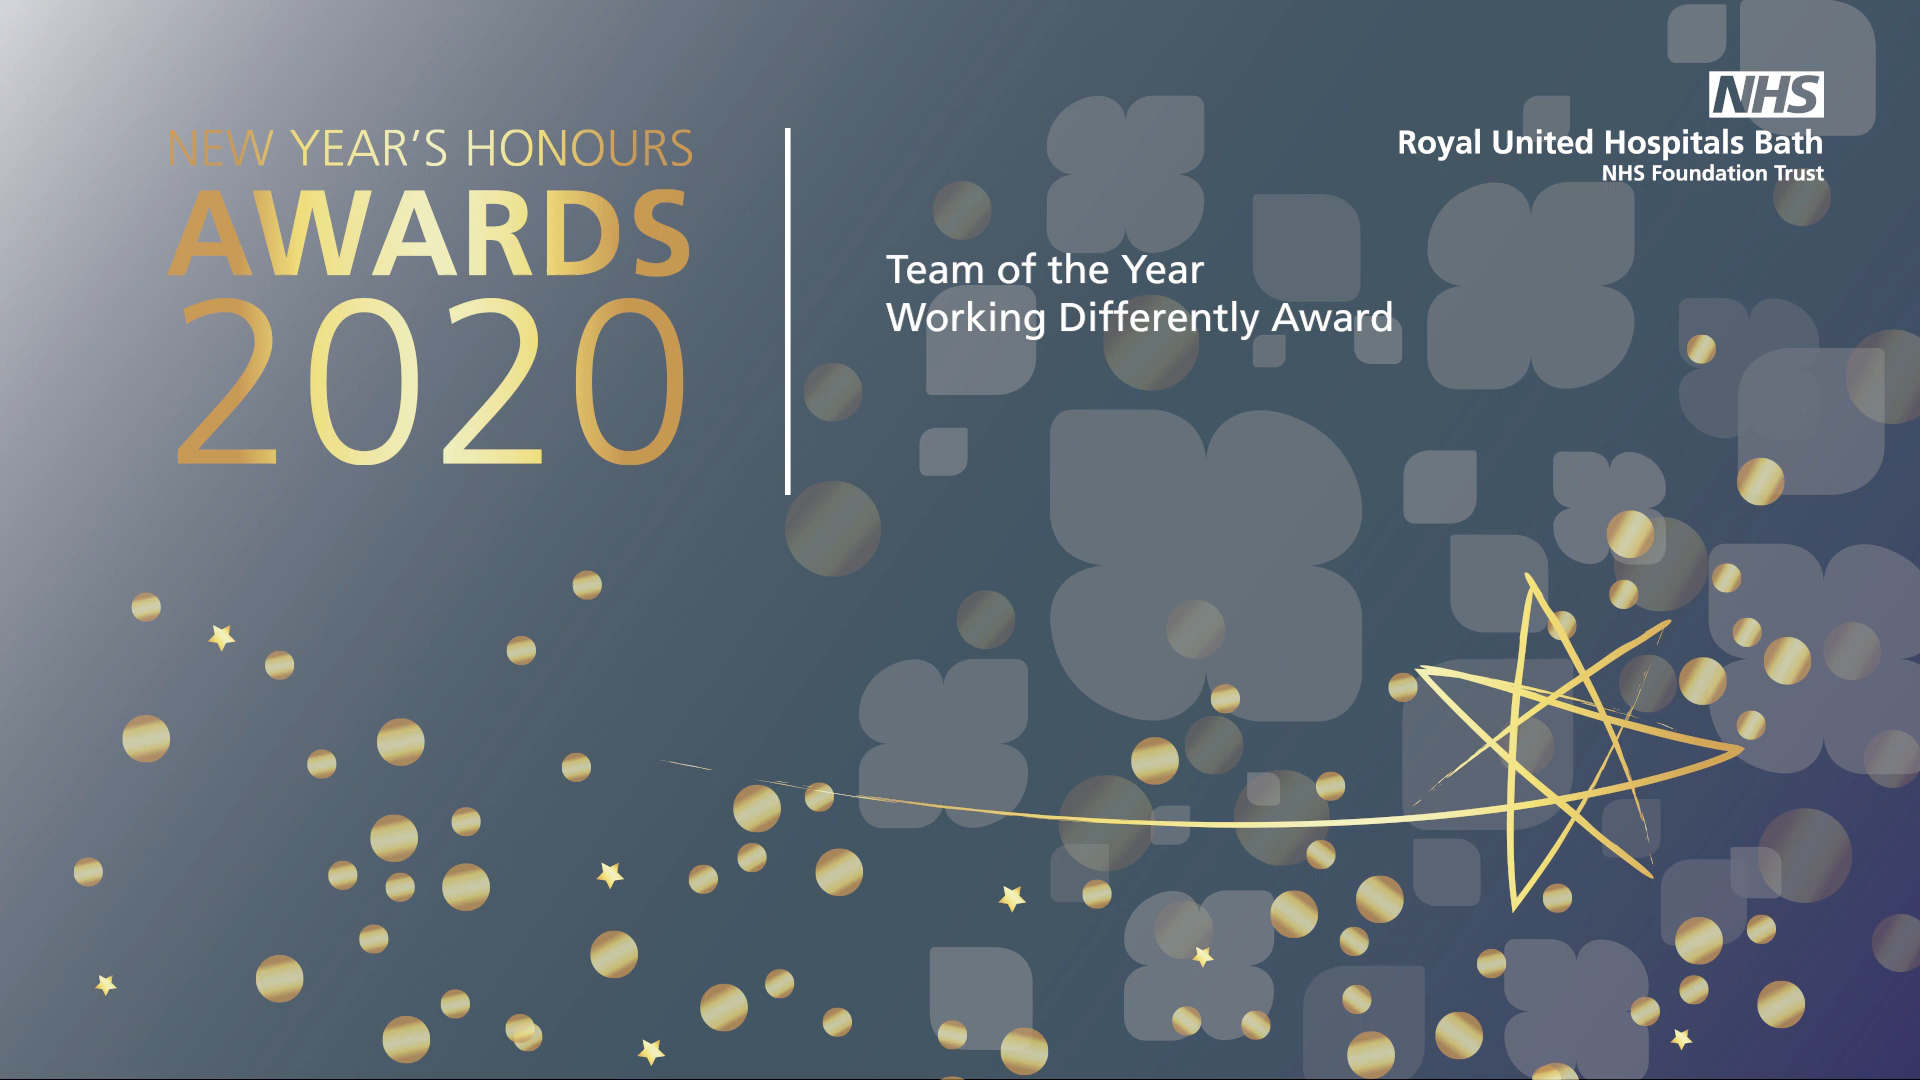 NEW YEAR’S HONOURS
AWARDS
2020
Team of the Year
Working Differently Award
NHS
Royal United Hospitals Bath
NHS Foundation Trust